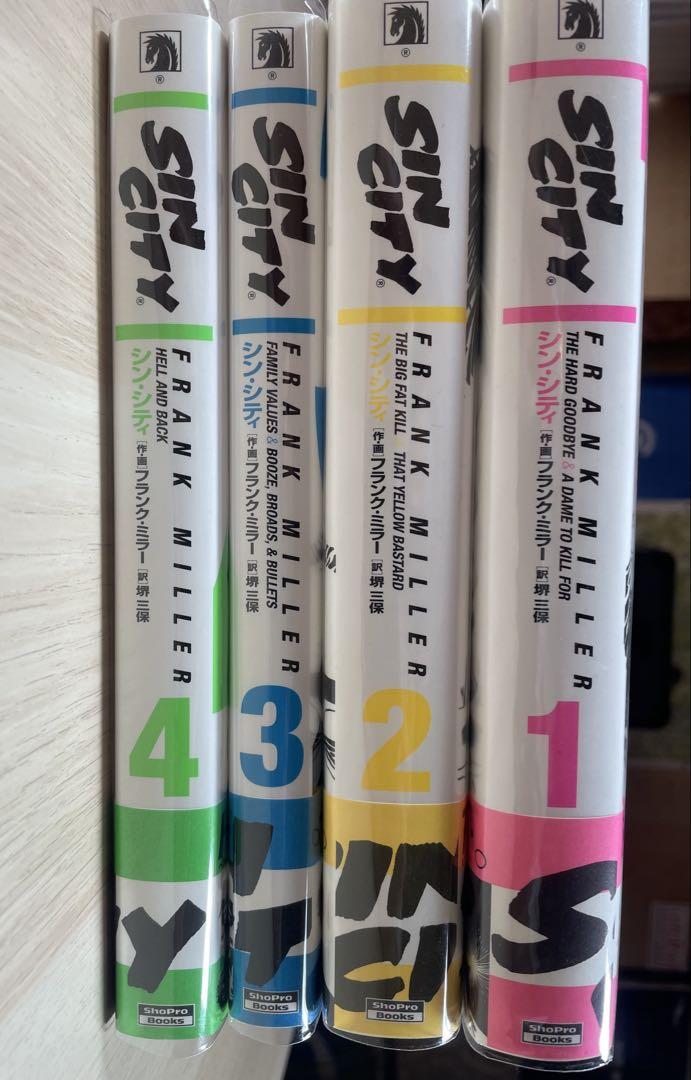 ®
SIN
CITY®
FRANK MILLER
HELL AND BACK
シン・シティ [作・画]フランク・ミラー [訳]堺三保
4
Y
ShoPro
Books
®
SIN
CITY®
FRANK MILLER
FAMILY VALUES & BOOZE, BROADS, & BULLETS
シン・シティ [作・画]フランク・ミラー [訳]堺三保
3
ShoPro
Books
®
SIN
CITY®
FRANK MILLER
THE BIG FAT KILL & THAT YELLOW BASTARD
シン・シティ [作・画]フランク・ミラー [訳]堺三保
2
ShoPro
Books
®
SIN
CITY®
FRANK MILLER
THE HARD GOODBYE & A DAME TO KILL FOR
シン・シティ [作・画]フランク・ミラー [訳]堺三保
1
S
ShoPro
Books